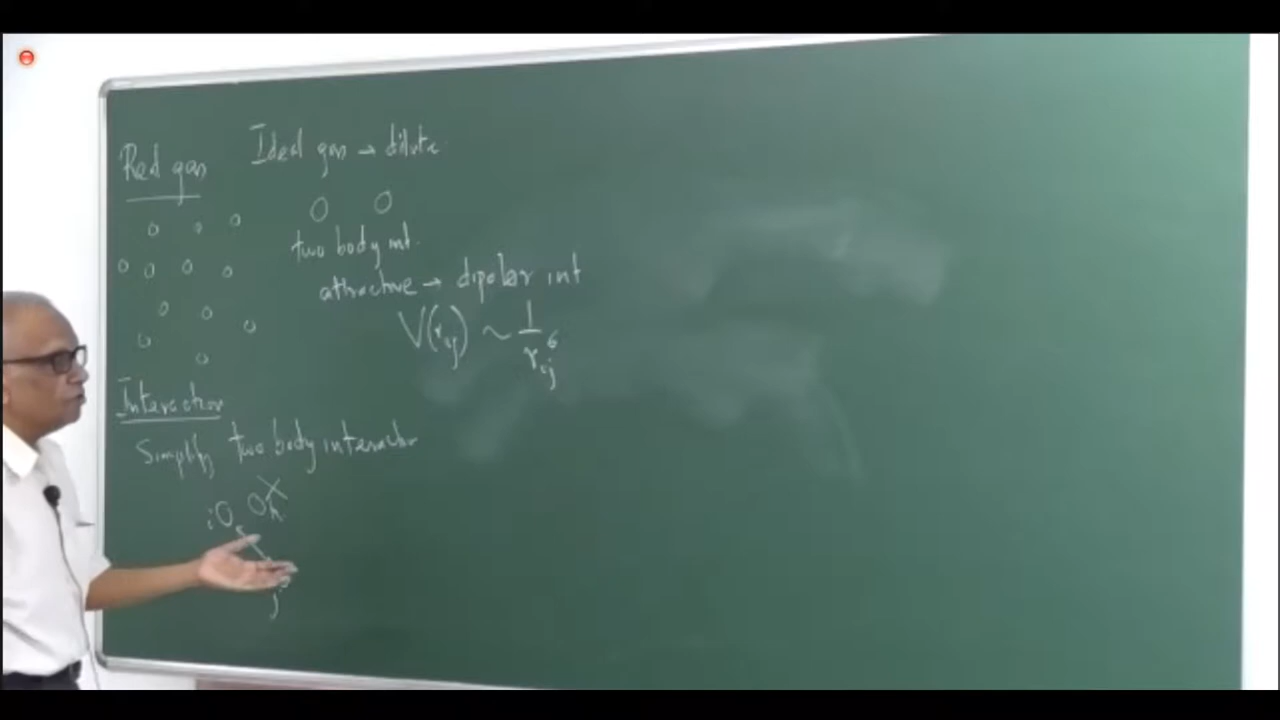 Real gas
Ideal gas → dilute
two body int.
attractive → dipolar int
V(r_ij) ~ 1/r_ij^6
Interaction
Simplify two body interaction
i
k
j